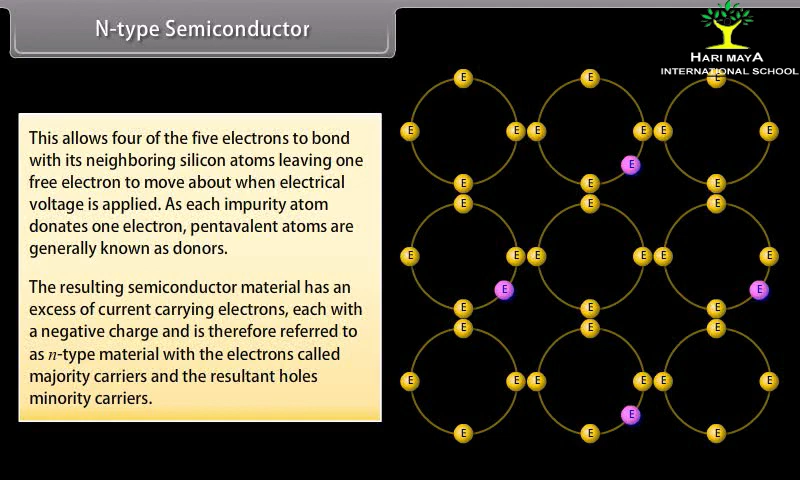 N-type Semiconductor
HARI MAYA
INTERNATIONAL SCHOOL
This allows four of the five electrons to bond
with its neighboring silicon atoms leaving one
free electron to move about when electrical
voltage is applied. As each impurity atom
donates one electron, pentavalent atoms are
generally known as donors.
The resulting semiconductor material has an
excess of current carrying electrons, each with
a negative charge and is therefore referred to
as n-type material with the electrons called
majority carriers and the resultant holes
minority carriers.
E E E
E E E E E E
E
E E E
E E E
E E E E E E
E E
E E E
E E E
E E E E E E
E
E E E